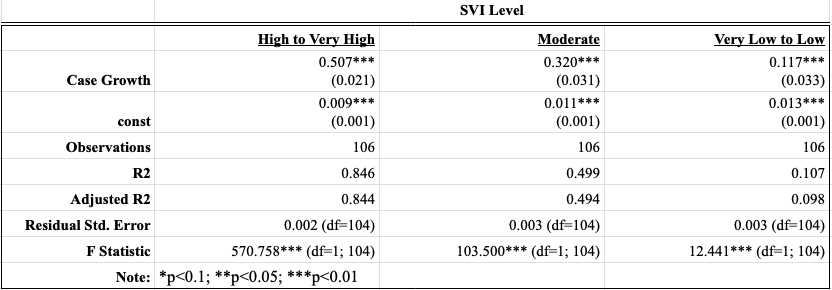 SVI Level
High to Very High Moderate Very Low to Low
0.507*** 0.320*** 0.117***
Case Growth (0.021) (0.031) (0.033)
0.009*** 0.011*** 0.013***
const (0.001) (0.001) (0.001)
Observations 106 106 106
R2 0.846 0.499 0.107
Adjusted R2 0.844 0.494 0.098
Residual Std. Error 0.002 (df=104) 0.003 (df=104) 0.003 (df=104)
F Statistic 570.758*** (df=1; 104) 103.500*** (df=1; 104) 12.441*** (df=1; 104)
Note: *p<0.1; **p<0.05; ***p<0.01